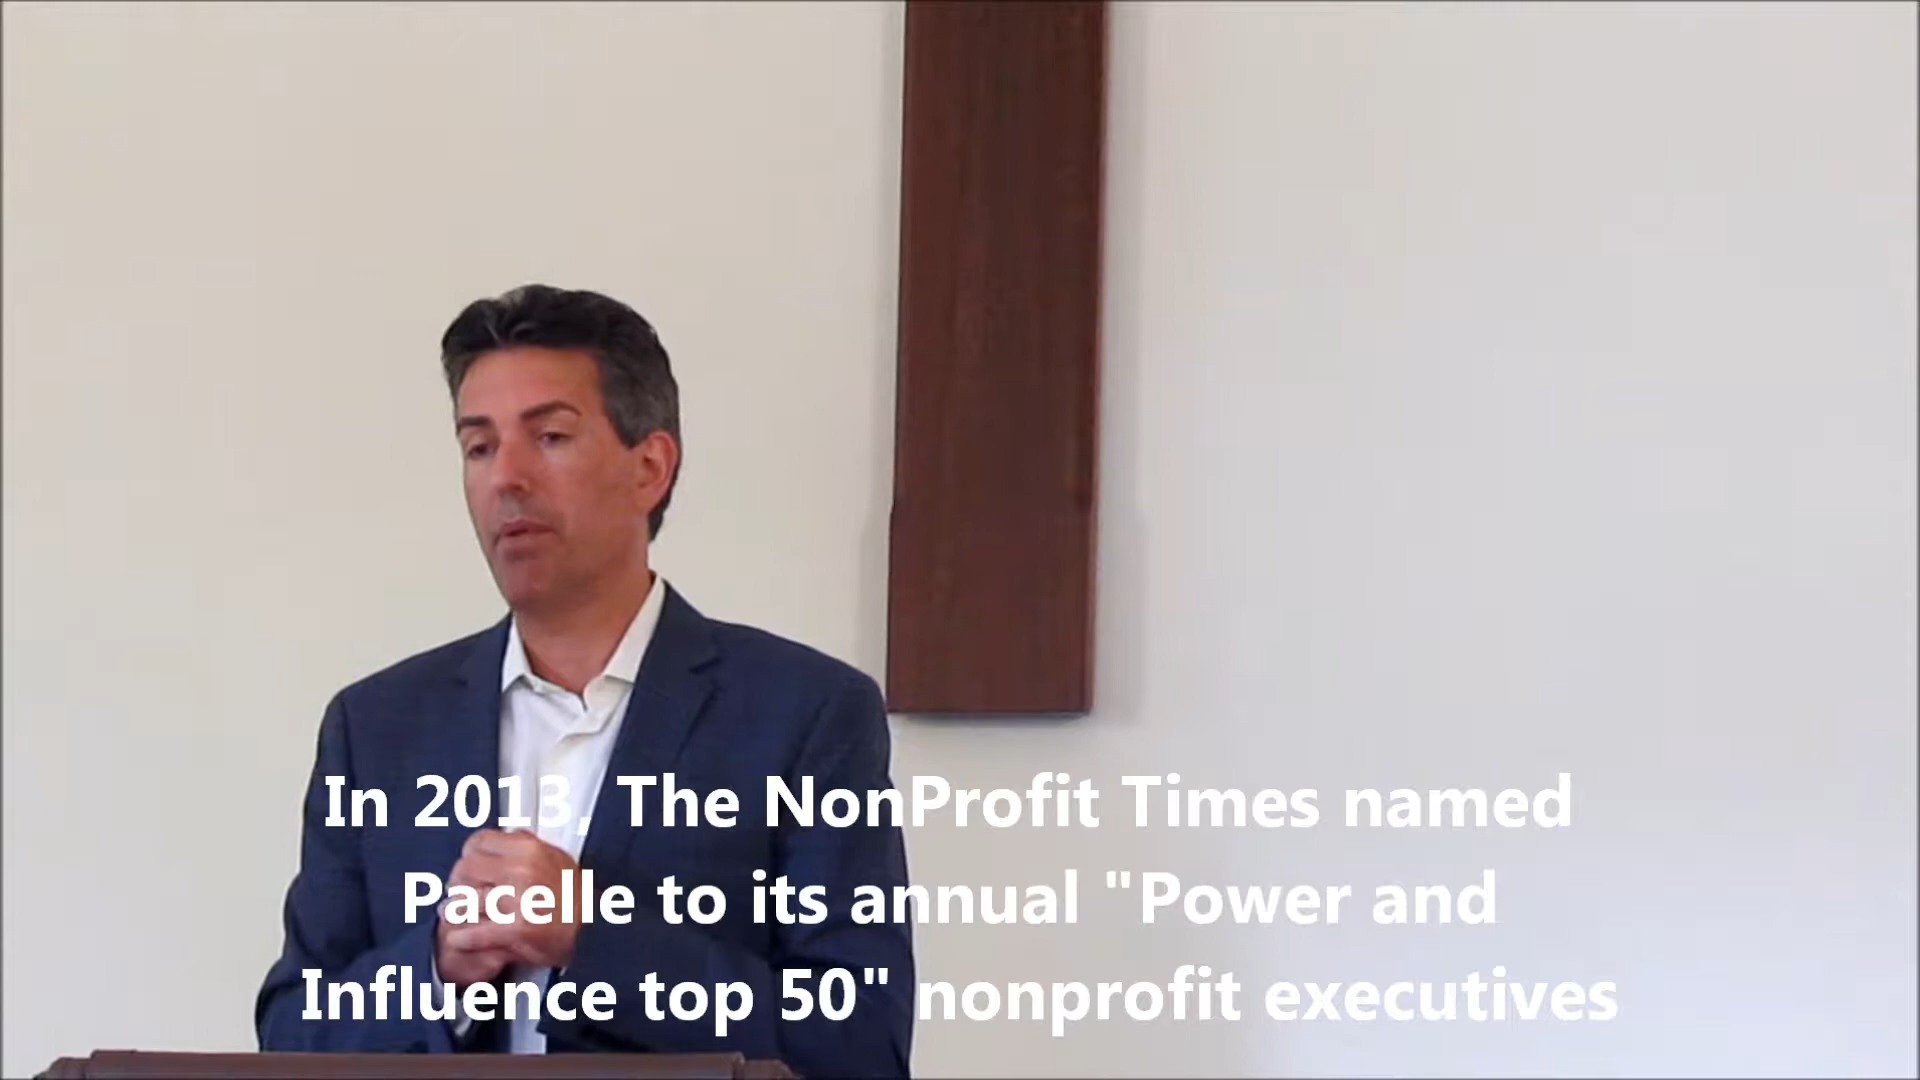 In 2013, The NonProfit Times named
Pacelle to its annual "Power and
Influence top 50" nonprofit executives